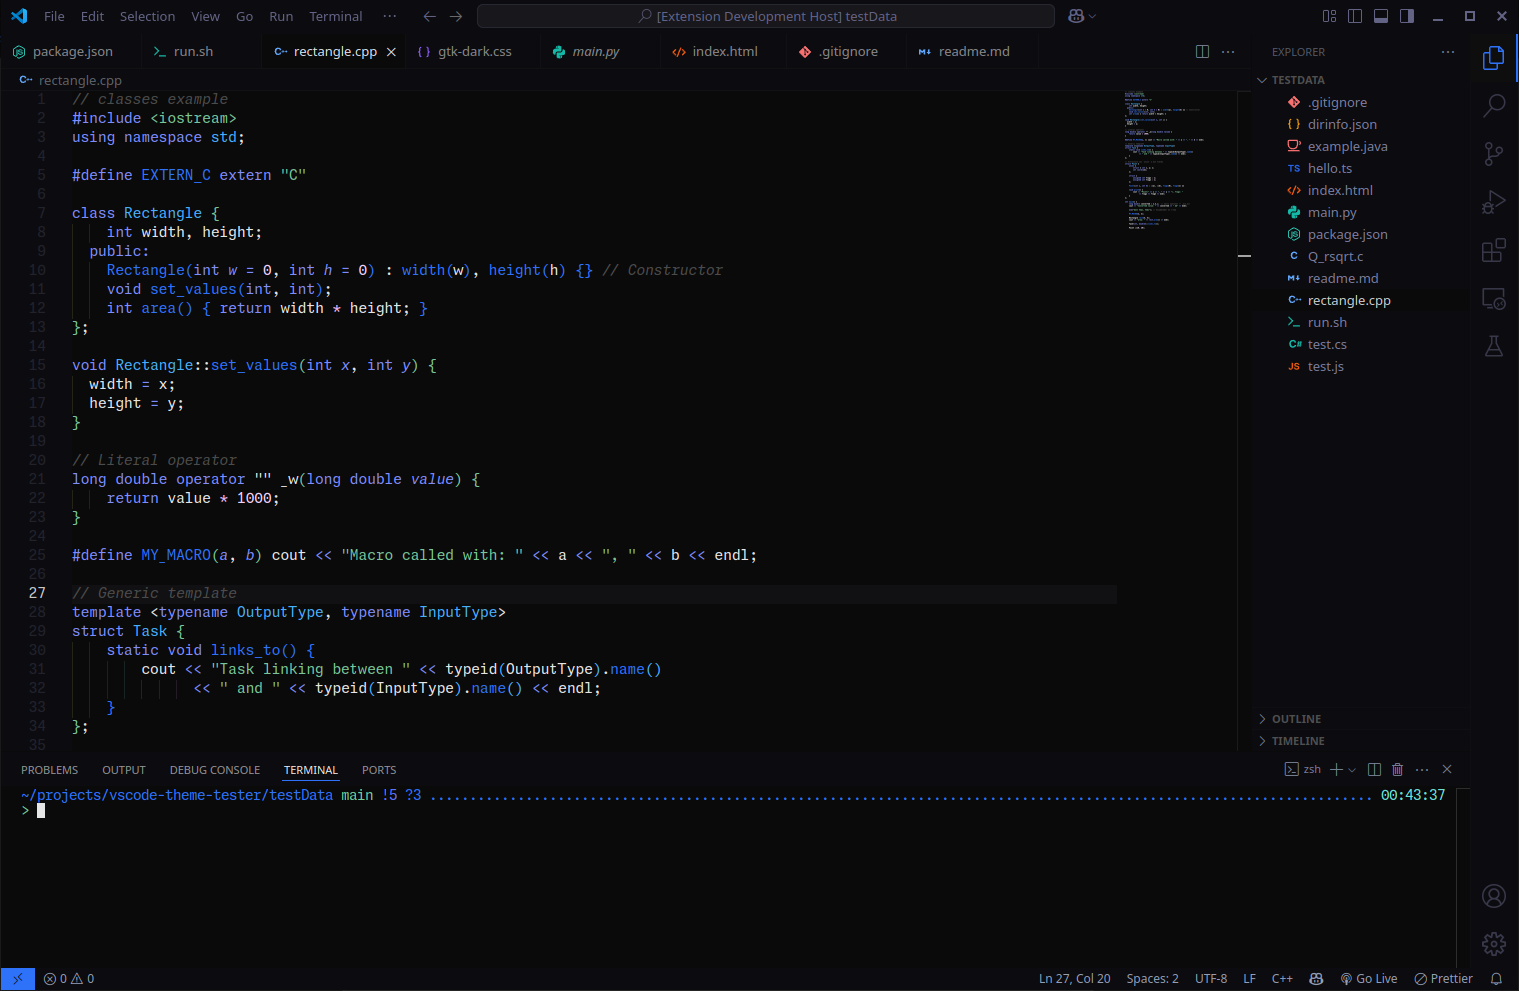 File Edit Selection View Go Run Terminal ··· [Extension Development Host] testData
package.json run.sh rectangle.cpp gtk-dark.css main.py index.html .gitignore readme.md
rectangle.cpp
1 // classes example
2 #include <iostream>
3 using namespace std;
4
5 #define EXTERN_C extern "C"
6
7 class Rectangle {
8 int width, height;
9 public:
10 Rectangle(int w = 0, int h = 0) : width(w), height(h) {} // Constructor
11 void set_values(int, int);
12 int area() { return width * height; }
13 };
14
15 void Rectangle::set_values(int x, int y) {
16 width = x;
17 height = y;
18 }
19
20 // Literal operator
21 long double operator "" _w(long double value) {
22 return value * 1000;
23 }
24
25 #define MY_MACRO(a, b) cout << "Macro called with: " << a << ", " << b << endl;
26
27 // Generic template
28 template <typename OutputType, typename InputType>
29 struct Task {
30 static void links_to() {
31 cout << "Task linking between " << typeid(OutputType).name()
32 << " and " << typeid(InputType).name() << endl;
33 }
34 };
35
EXPLORER
TESTDATA
.gitignore
dirinfo.json
example.java
TS hello.ts
index.html
main.py
package.json
C Q_rsqrt.c
readme.md
C++ rectangle.cpp
run.sh
C# test.cs
JS test.js
OUTLINE
TIMELINE
PROBLEMS OUTPUT DEBUG CONSOLE TERMINAL PORTS zsh
~/projects/vscode-theme-tester/testData main !5 ?3 ............................................................................................................. 00:43:37
>
0 0 Ln 27, Col 20 Spaces: 2 UTF-8 LF C++ Go Live Prettier